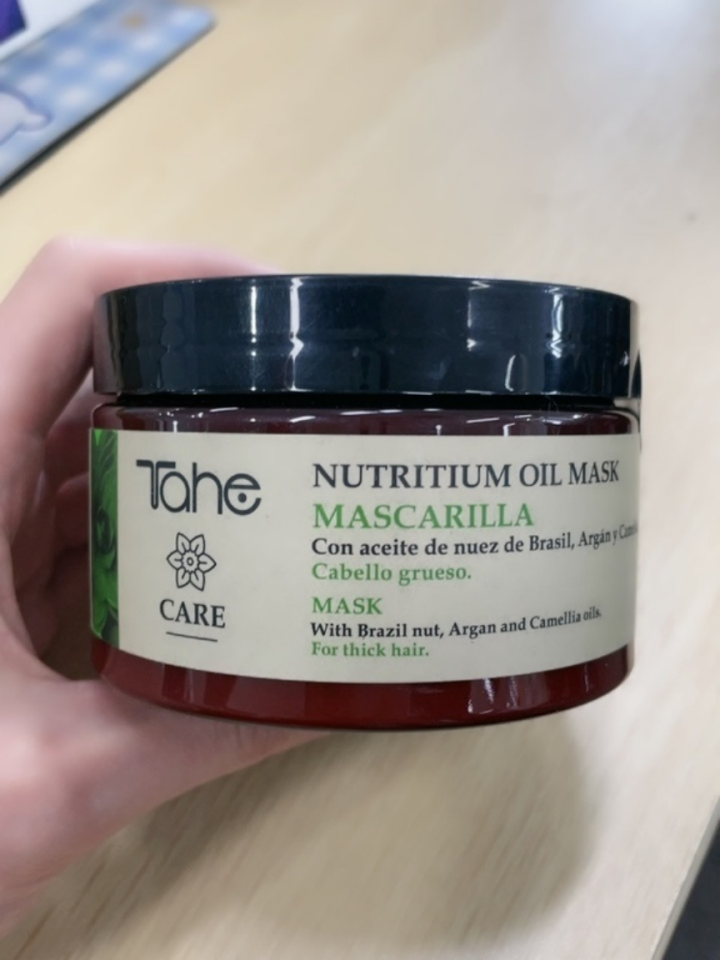 Tahe
CARE
NUTRITIUM OIL MASK
MASCARILLA
Con aceite de nuez de Brasil, Argán y
Cabello grueso.
MASK
With Brazil nut, Argan and Camellia oils.
For thick hair.